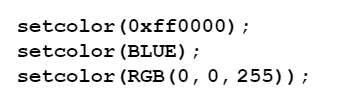 setcolor(0xff0000);
setcolor(BLUE);
setcolor(RGB(0,0,255));